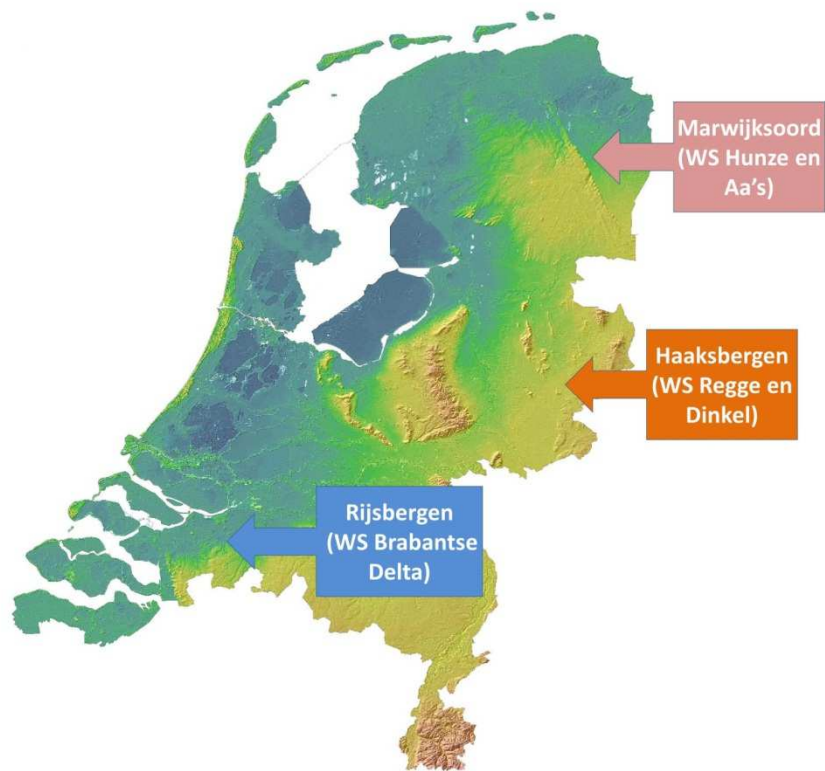 Marwijksoord
(WS Hunze en
Aa's)
Haaksbergen
(WS Regge en
Dinkel)
Rijsbergen
(WS Brabantse
Delta)